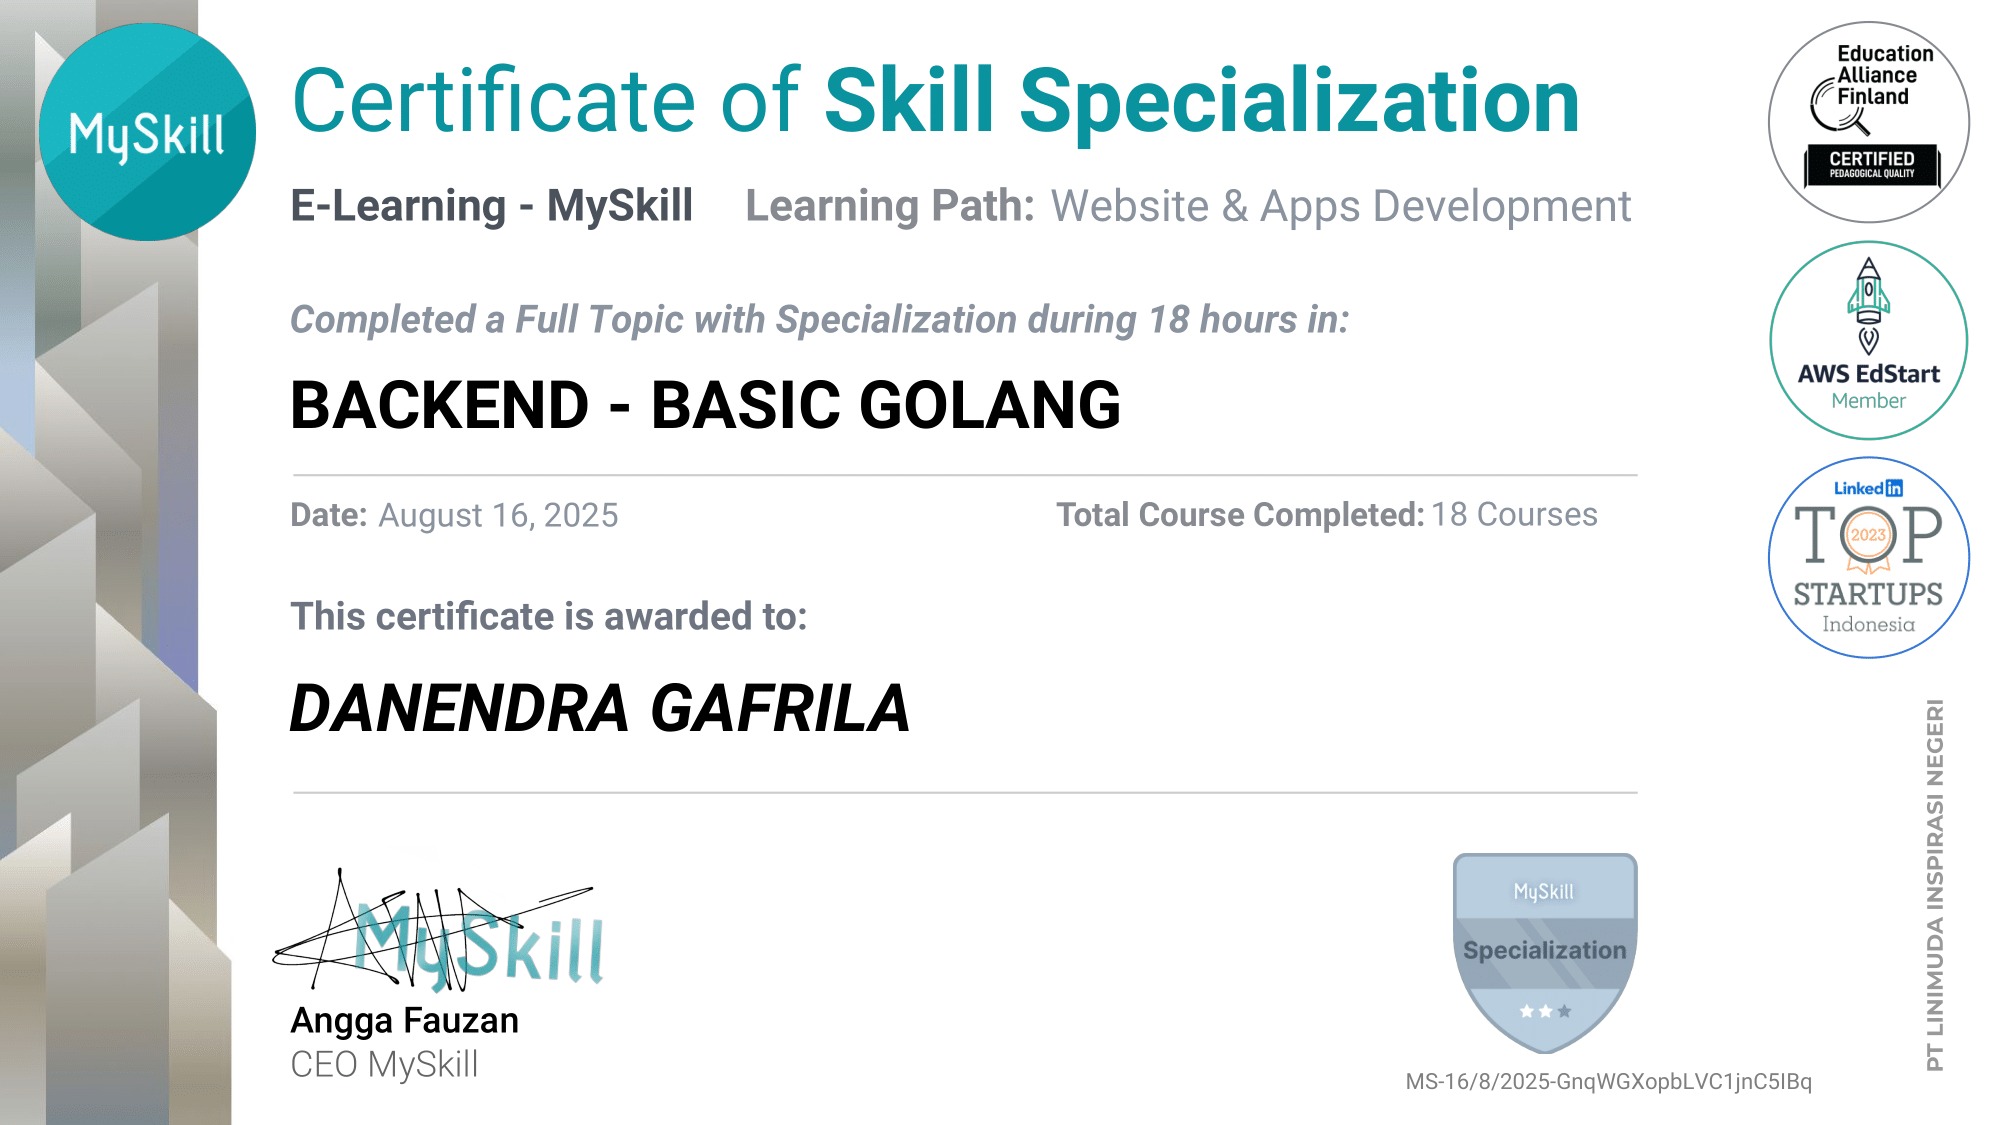 MySkill
Certificate of Skill Specialization
E-Learning - MySkill Learning Path: Website & Apps Development
Completed a Full Topic with Specialization during 18 hours in:
BACKEND - BASIC GOLANG
Date: August 16, 2025 Total Course Completed: 18 Courses
This certificate is awarded to:
DANENDRA GAFRILA
MySkill
Angga Fauzan
CEO MySkill
MySkill
Specialization
MS-16/8/2025-GnqWGXopbLVC1jnC5IBq
Education
Alliance
Finland
CERTIFIED
PEDAGOGICAL QUALITY
AWS EdStart
Member
Linked in
TOP
2023
STARTUPS
Indonesia
PT LINIMUDA INSPIRASI NEGERI